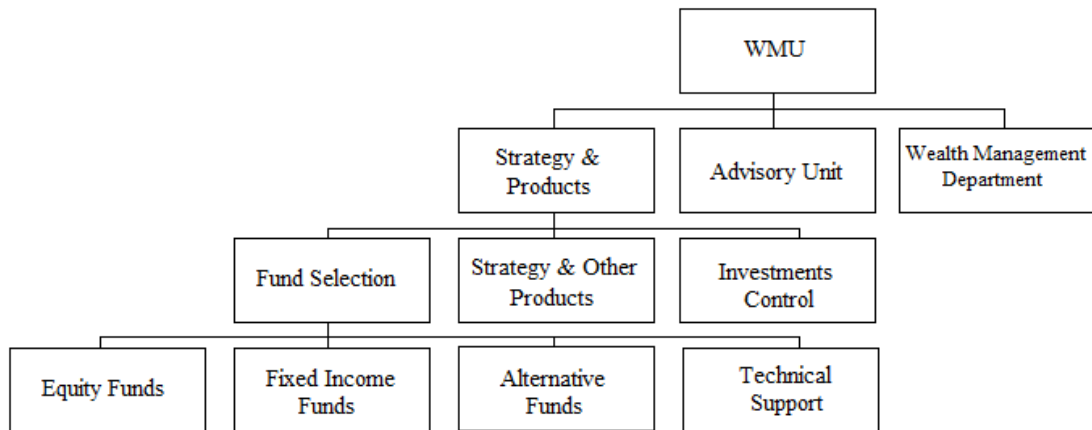 WMU
Strategy &
Products
Advisory Unit
Wealth Management
Department
Fund Selection
Strategy & Other
Products
Investments
Control
Equity Funds
Fixed Income
Funds
Alternative
Funds
Technical
Support